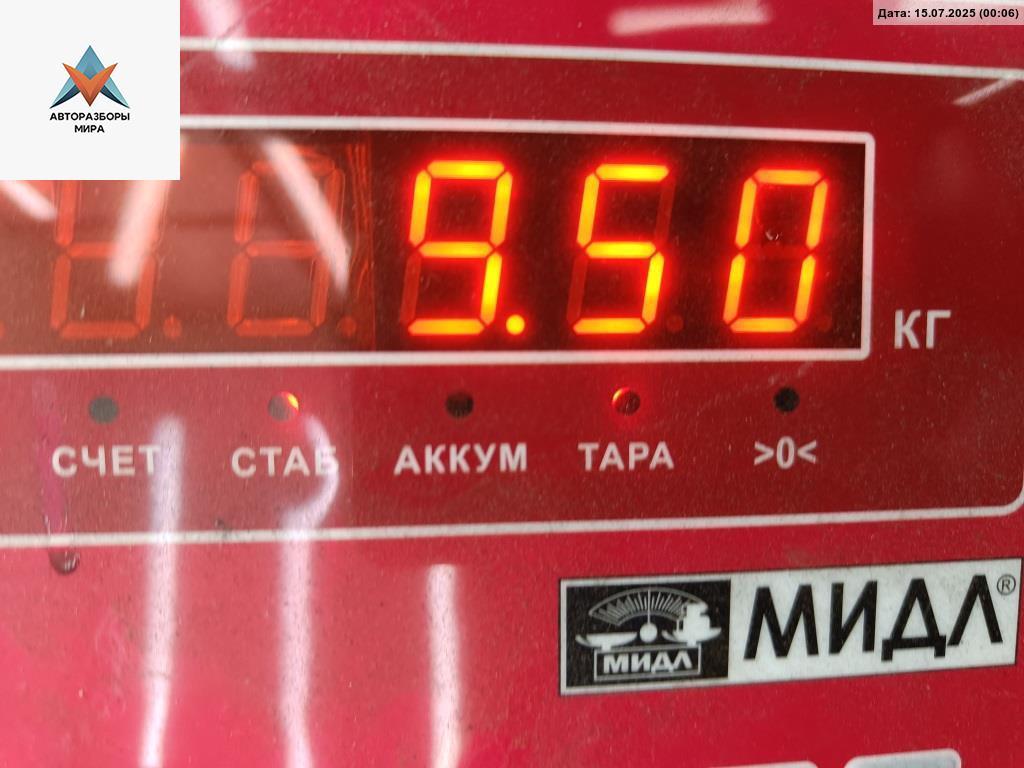 Дата: 15.07.2025 (00:06)
АВТОРАЗБОРЫ
МИРА
9.50
КГ
СЧЕТ СТАБ АККУМ ТАРА >0<
МИДЛ МИДЛ®